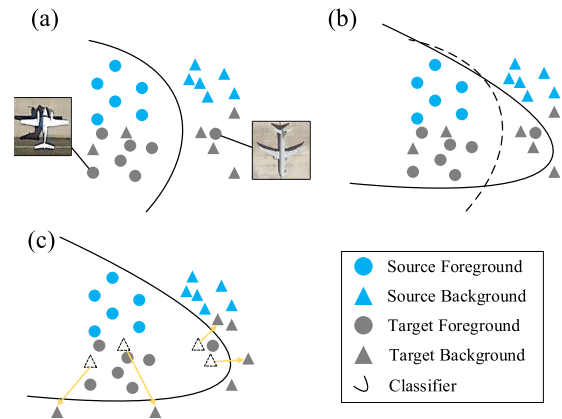 (a)
(b)
(c)
Source Foreground
Source Background
Target Foreground
Target Background
Classifier